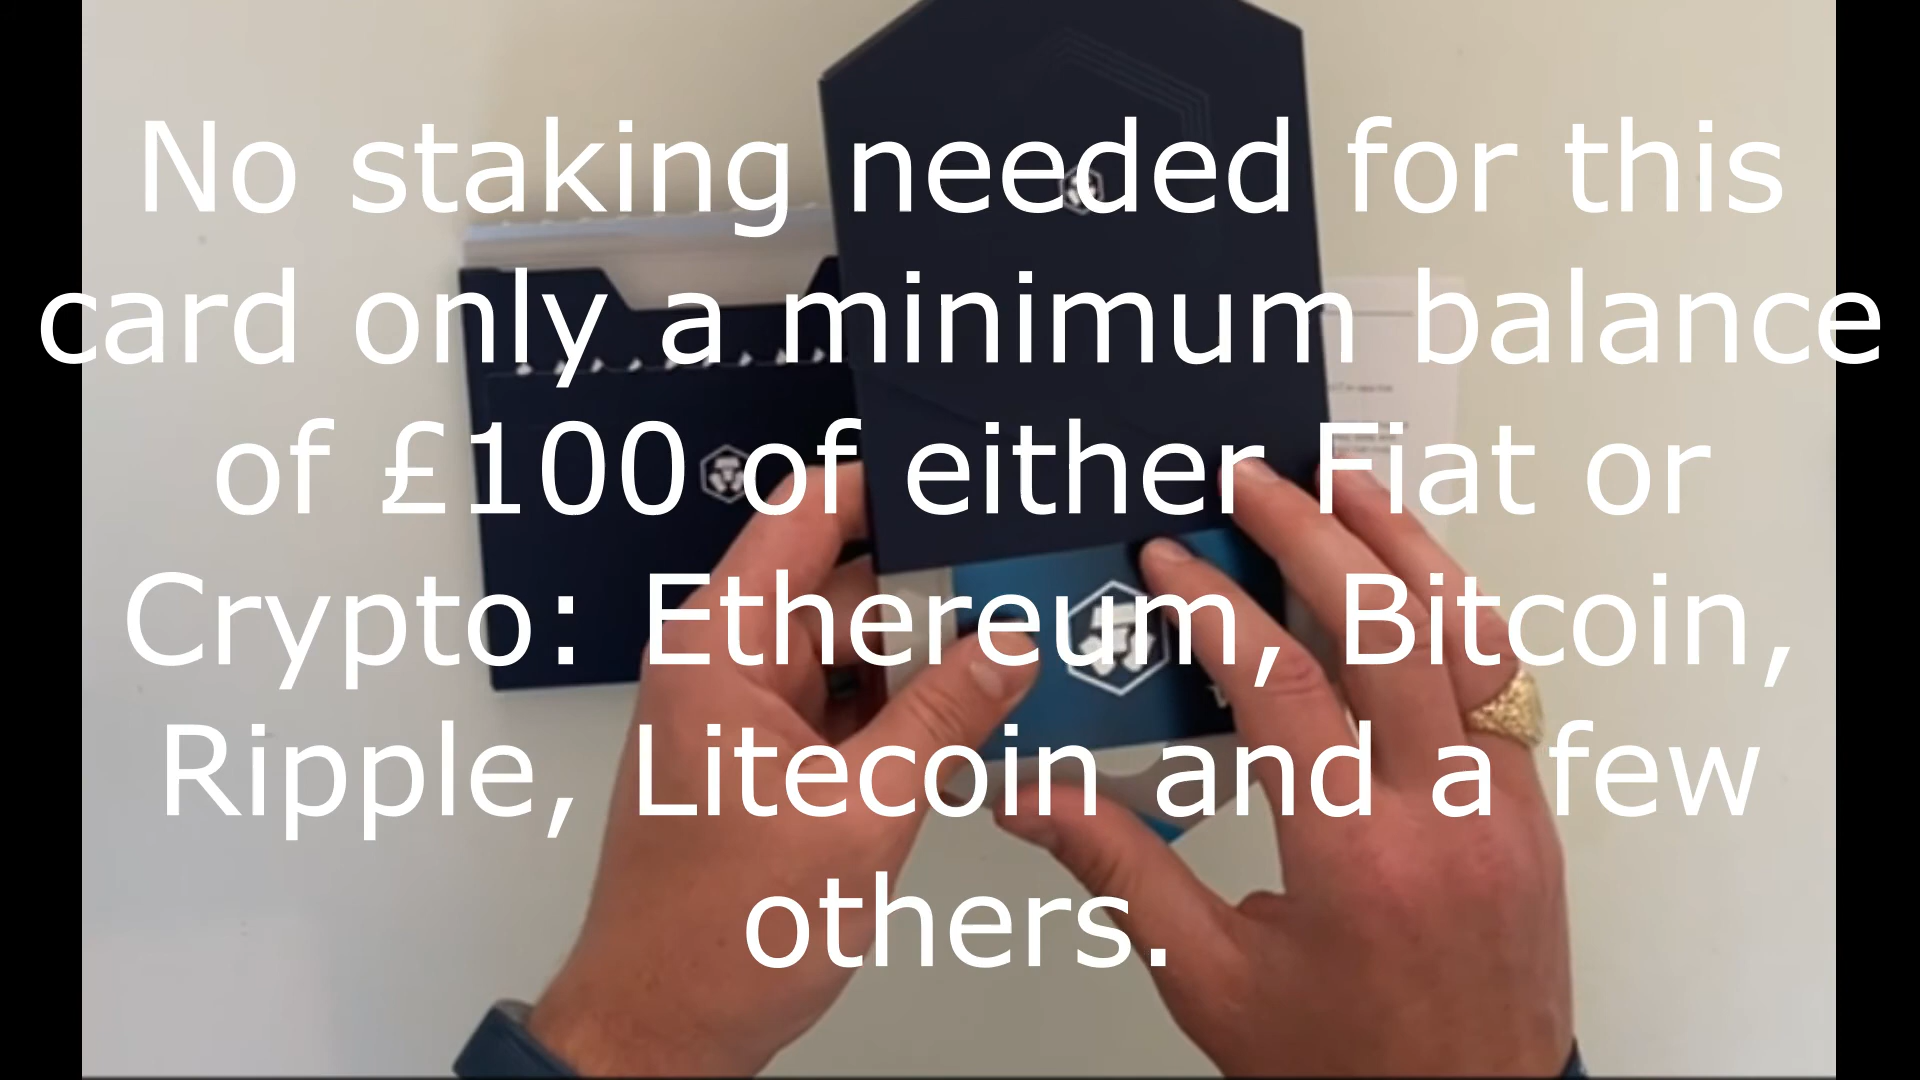 No staking needed for this
card only a minimum balance
of £100 of either Fiat or
Crypto: Ethereum, Bitcoin,
Ripple, Litecoin and a few
others.